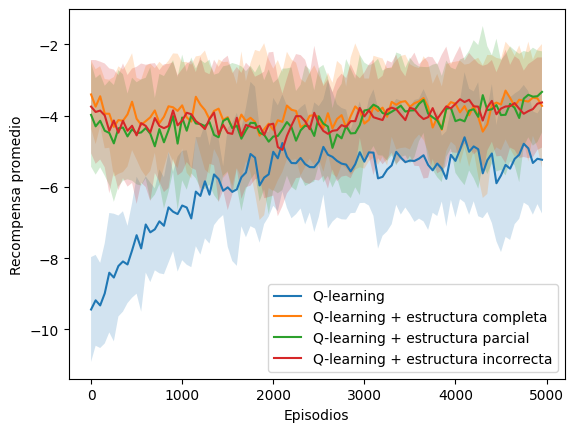 −2
−4
−6
−8
−10
Recompensa promedio
0
1000
2000
3000
4000
5000
Episodios
Q-learning
Q-learning + estructura completa
Q-learning + estructura parcial
Q-learning + estructura incorrecta